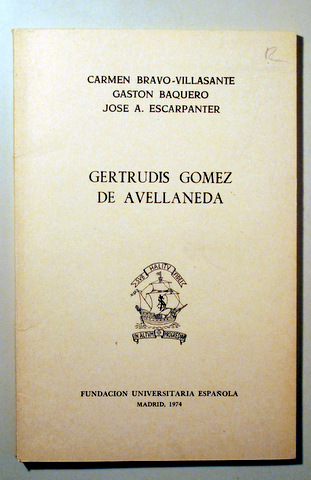 CARMEN BRAVO-VILLASANTE
GASTON BAQUERO
JOSE A. ESCARPANTER
GERTRUDIS GOMEZ
DE AVELLANEDA
FUNDACION UNIVERSITARIA ESPAÑOLA
MADRID, 1974